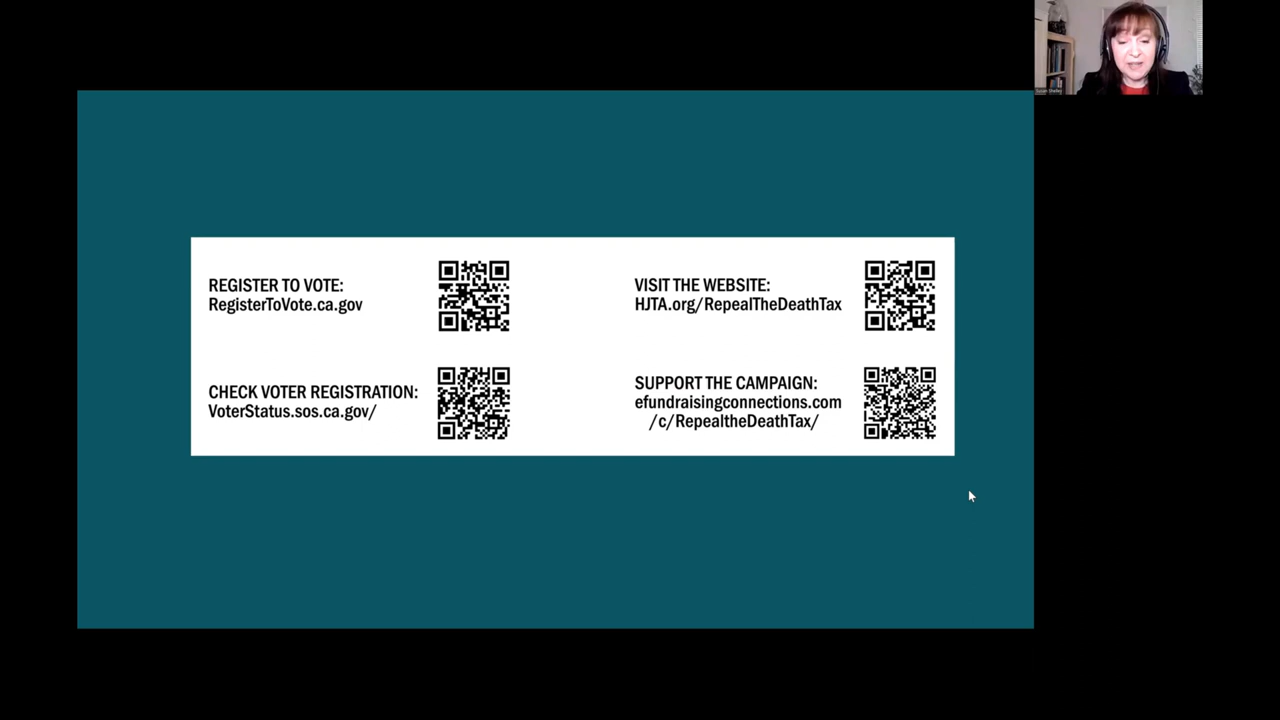 REGISTER TO VOTE:
RegisterToVote.ca.gov
CHECK VOTER REGISTRATION:
VoterStatus.sos.ca.gov/
VISIT THE WEBSITE:
HJTA.org/RepealTheDeathTax
SUPPORT THE CAMPAIGN:
efundraisingconnections.com
/c/RepealtheDeathTax/